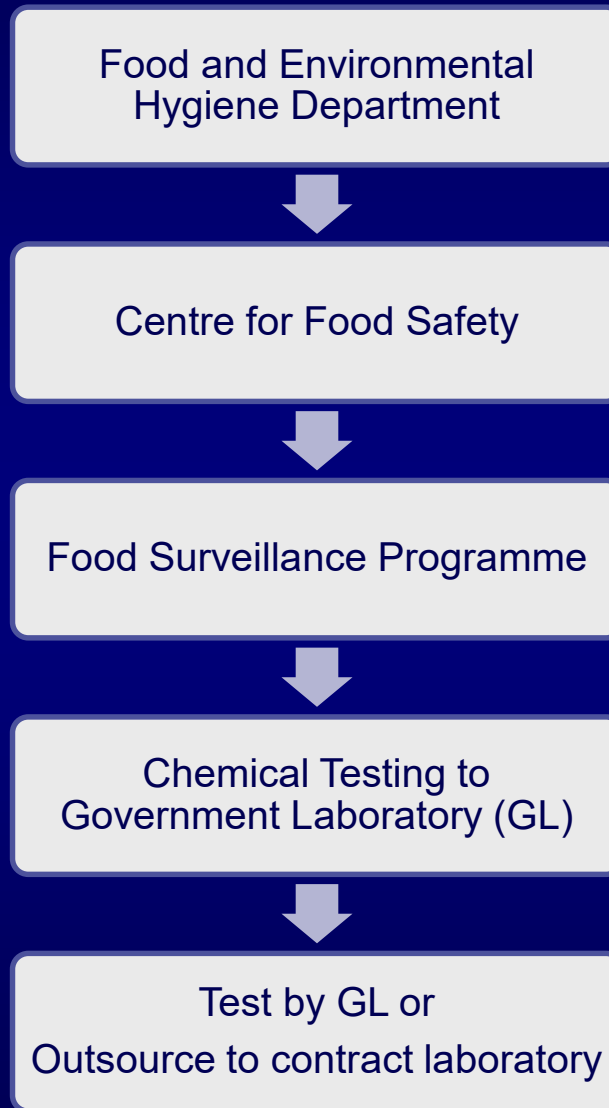 Food and Environmental
Hygiene Department
Centre for Food Safety
Food Surveillance Programme
Chemical Testing to
Government Laboratory (GL)
Test by GL or
Outsource to contract laboratory